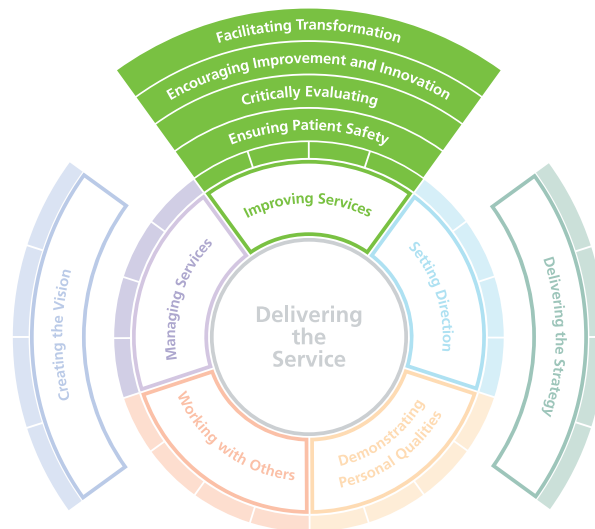 Facilitating Transformation
Encouraging Improvement and Innovation
Critically Evaluating
Ensuring Patient Safety
Improving Services
Managing Services
Setting Direction
Creating the Vision
Delivering
the
Service
Delivering the Strategy
Working with Others
Demonstrating
Personal Qualities